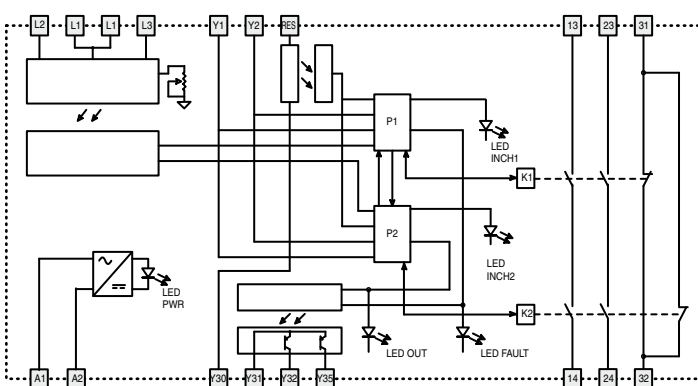 L2 L1 L1 L3 Y1 Y2 RES 13 23 31
P1
LED
INCH1
K1
P2
LED
INCH2
LED
PWR
K2
LED OUT LED FAULT
A1 A2 Y30 Y31 Y32 Y35 14 24 32